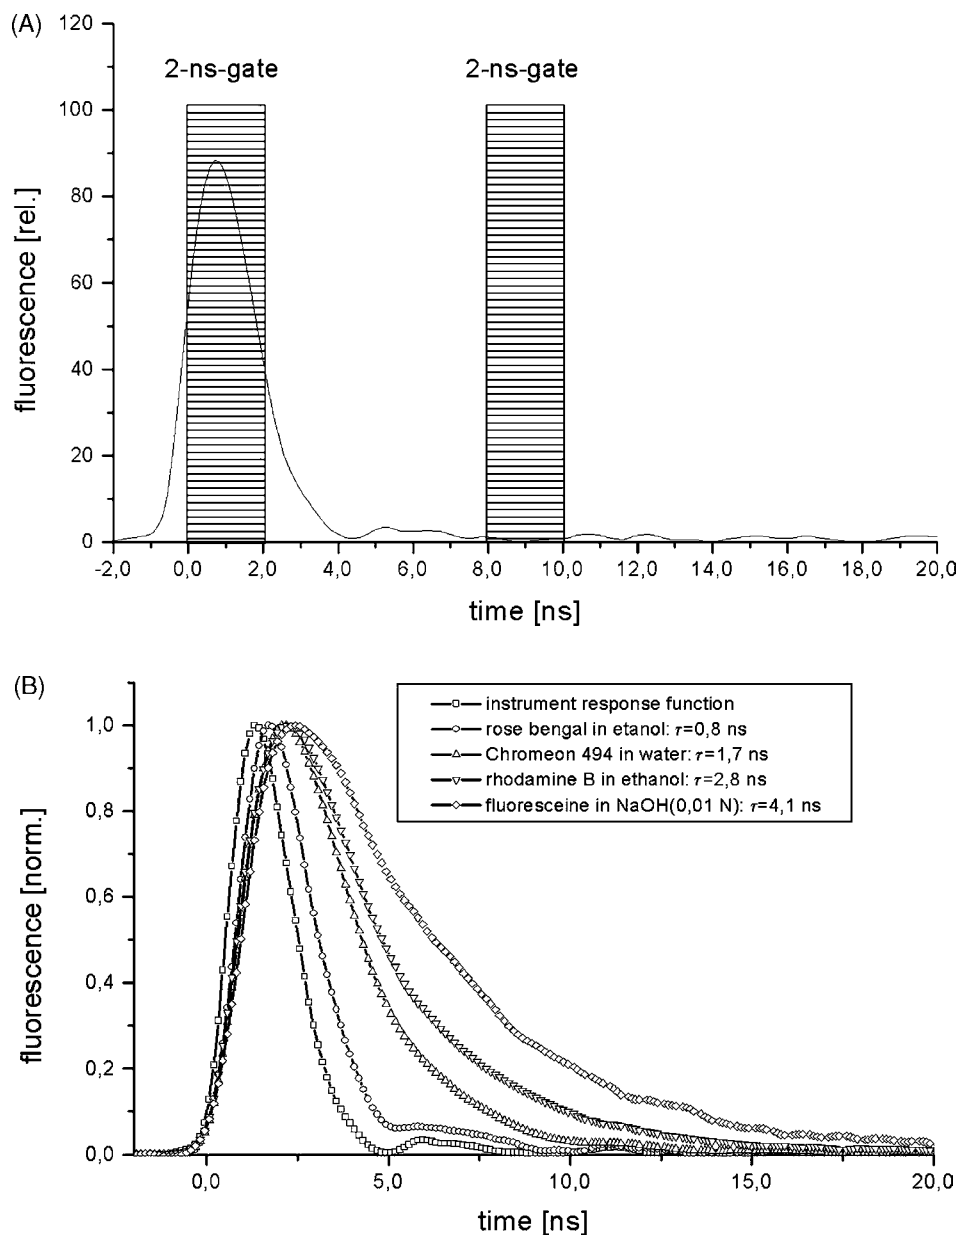 (A)
120
100
80
60
40
20
0
fluorescence [rel.]
2-ns-gate
2-ns-gate
-2,0 0,0 2,0 4,0 6,0 8,0 10,0 12,0 14,0 16,0 18,0 20,0
time [ns]
(B)
1,0
0,8
0,6
0,4
0,2
0,0
fluorescence [norm.]
instrument response function
rose bengal in etanol: τ=0,8 ns
Chromeon 494 in water: τ=1,7 ns
rhodamine B in ethanol: τ=2,8 ns
fluoresceine in NaOH(0,01 N): τ=4,1 ns
0,0 5,0 10,0 15,0 20,0
time [ns]